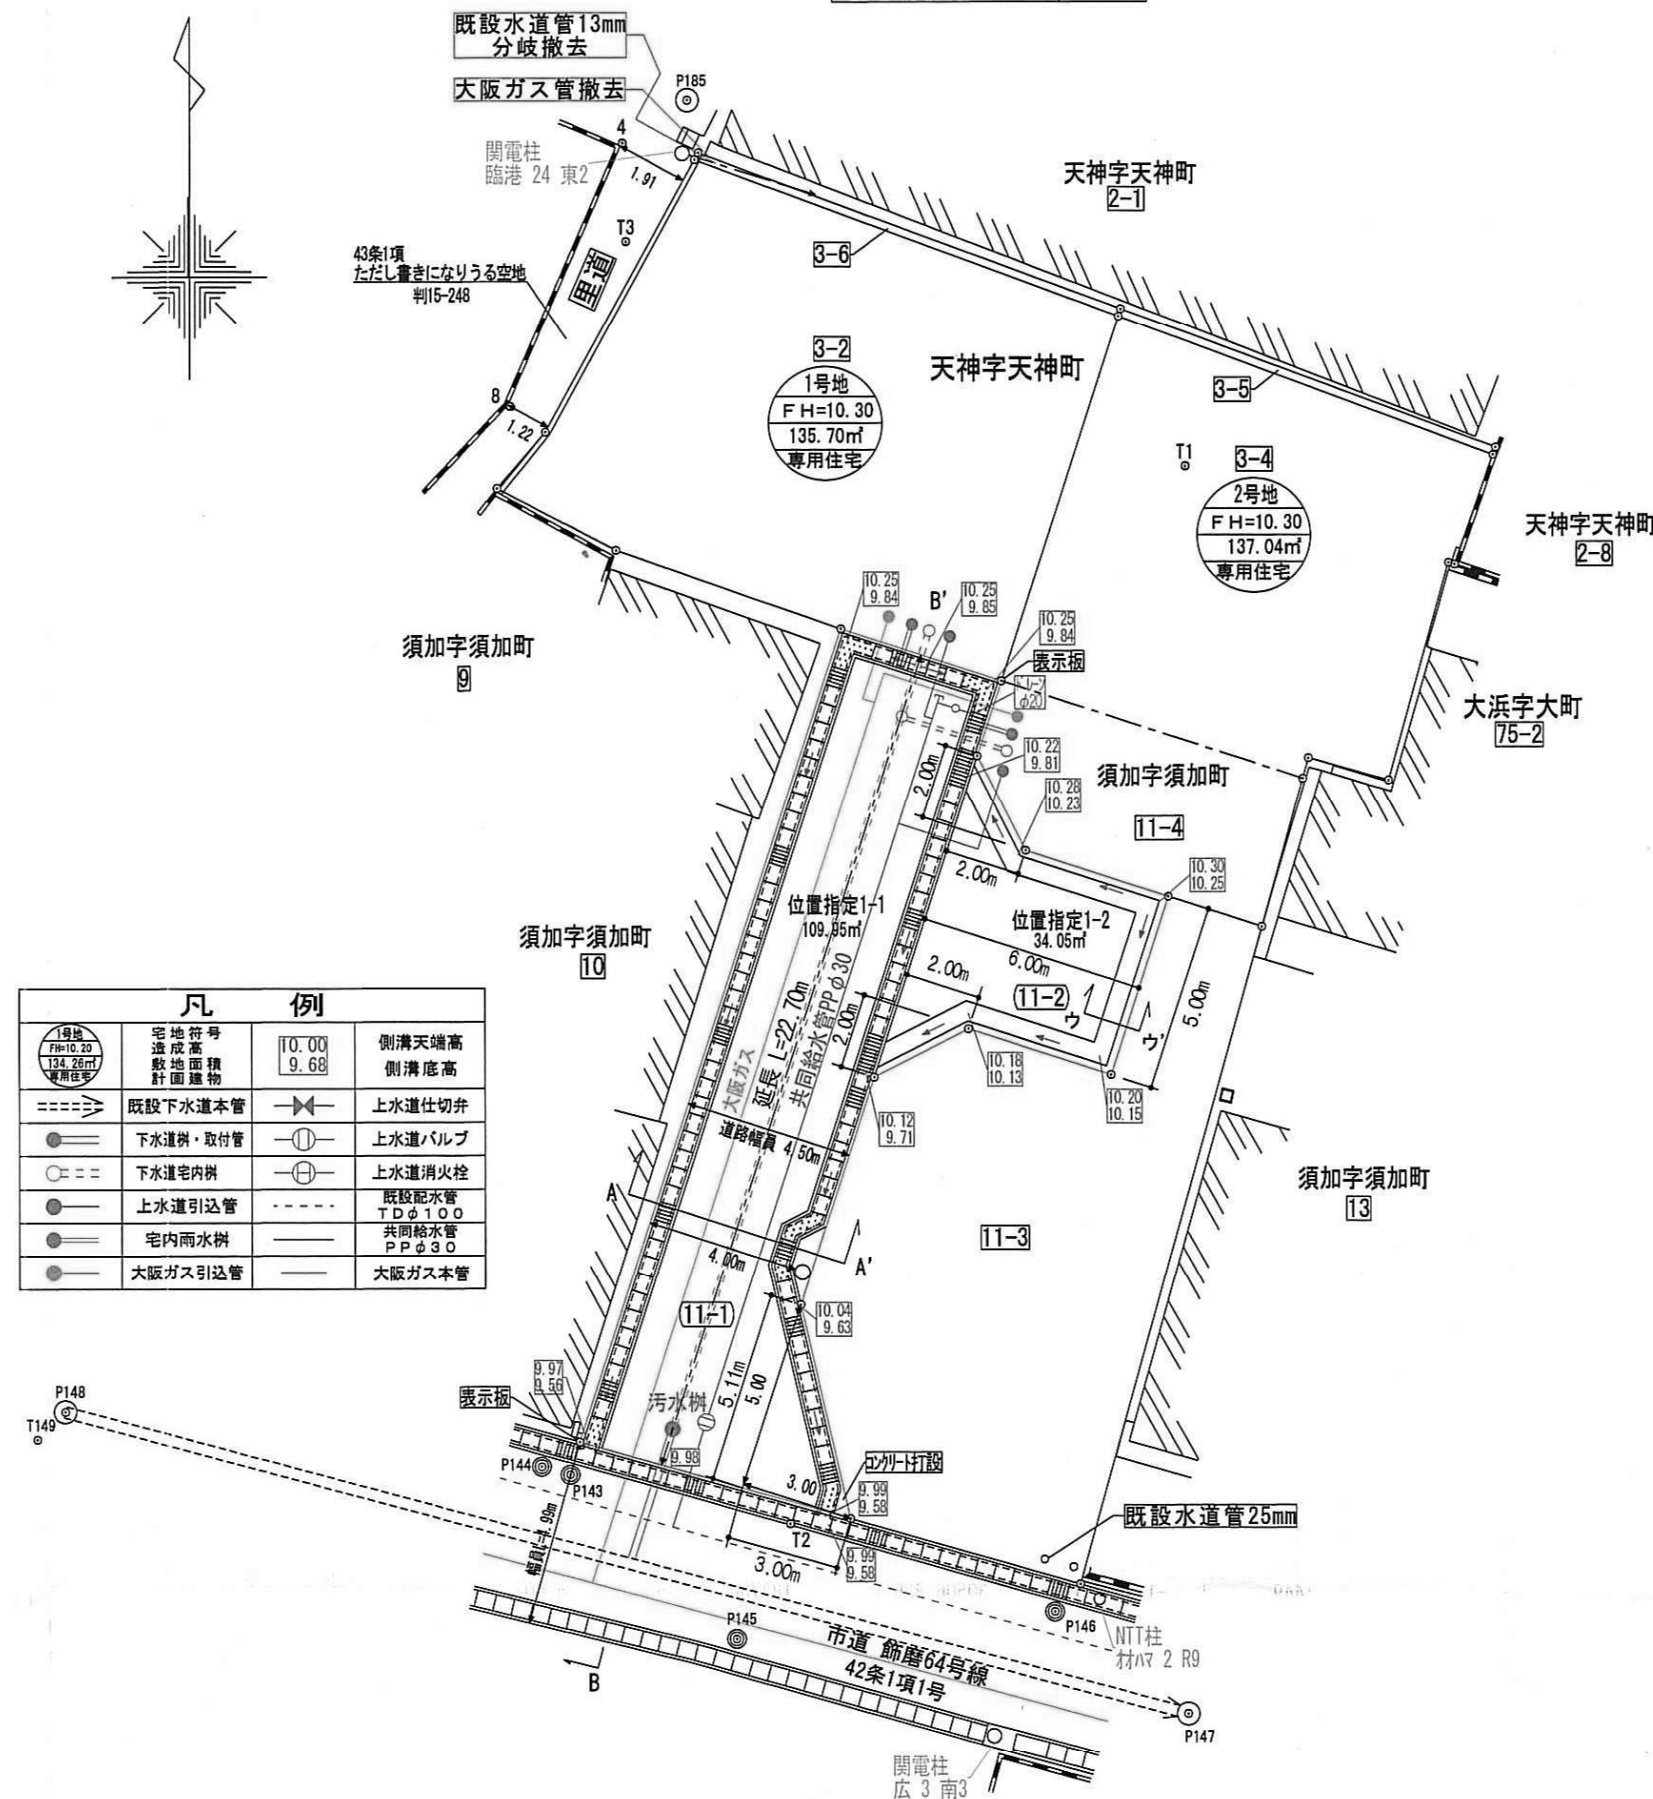 既設水道管13mm
分岐撤去
大阪ガス管撤去
P185
4
関電柱
臨港 24 東2
1.91
T3
43条1項
ただし書きになりうる空地
判15-248
里道
8
1.22
天神字天神町
2-1
3-6
3-2
天神字天神町
1号地
FH=10.30
135.70㎡
専用住宅
3-5
T1
3-4
2号地
FH=10.30
137.04㎡
専用住宅
天神字天神町
2-8
須加字須加町
9
10.25
9.84
B'
10.25
9.85
10.25
9.84
表示板
φ20
大浜字大町
75-2
10.22
9.81
2.00m
須加字須加町
10.28
10.23
11-4
2.00m
10.30
10.25
位置指定1-1
109.95㎡
位置指定1-2
34.05㎡
6.00m
2.00m
(11-2)
ウ
ウ'
5.00m
須加字須加町
10
2.00m
10.18
10.13
10.20
10.15
大阪ガス
延長 L=22.70m
共同給水管PPφ30
道路幅員 4.50m
10.12
9.71
須加字須加町
13
A
A'
4.00m
11-3
(11-1)
10.04
9.63
5.11m
5.00
汚水桝
9.97
9.56
表示板
9.98
3.00
コンクリート打設
9.99
9.58
P148
T149
P144
P143
幅員L=4.99m
T2
3.00m
9.99
9.58
既設水道管25mm
P145
P146
NTT柱
材ハマ 2 R9
市道 飾磨64号線
42条1項1号
B
P147
関電柱
広 3 南3
凡 例
1号地
FH=10.20
134.26㎡
専用住宅
宅地符号
造成高
敷地面積
計画建物
10.00
9.68
側溝天端高
側溝底高
既設下水道本管
上水道仕切弁
下水道桝・取付管
上水道バルブ
下水道宅内桝
上水道消火栓
上水道引込管
既設配水管
TDφ100
宅内雨水桝
共同給水管
PPφ30
大阪ガス引込管
大阪ガス本管